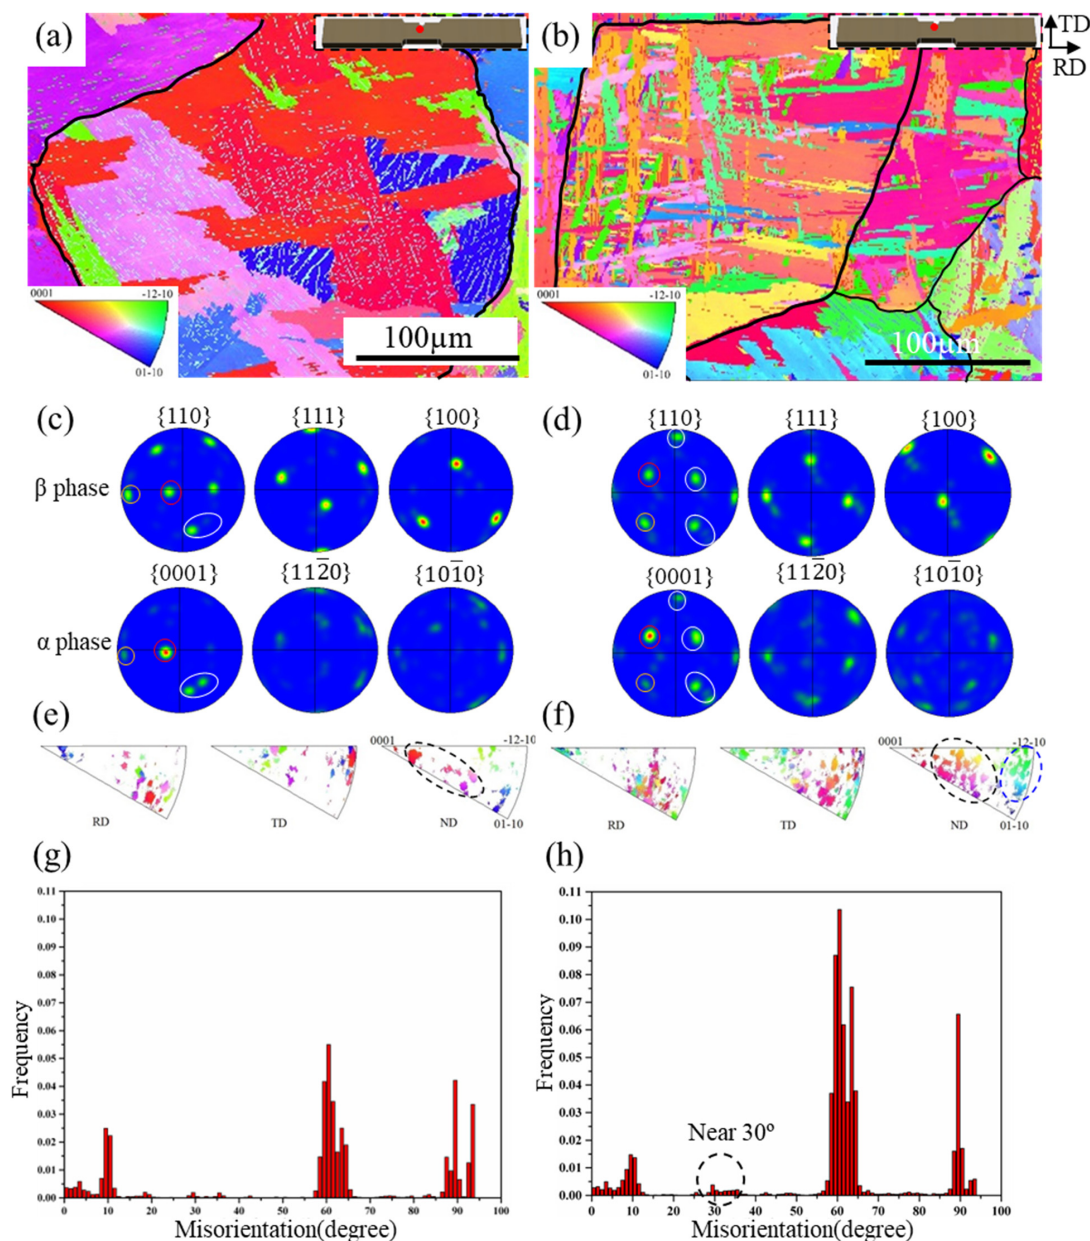 (a)
0001 -12-10
01-10
100μm
(b)
TD
RD
0001 -12-10
01-10
100μm
(c)
{110} {111} {100}
β phase
{0001} {112̅0} {101̅0}
α phase
(d)
{110} {111} {100}
{0001} {112̅0} {101̅0}
(e)
0001 -12-10
RD TD ND 01-10
(f)
0001 -12-10
RD TD ND 01-10
(g)
0.11
0.10
0.09
0.08
0.07
0.06
0.05
0.04
0.03
0.02
0.01
0.00
0 10 20 30 40 50 60 70 80 90 100
Frequency
Misorientation(degree)
(h)
0.11
0.10
0.09
0.08
0.07
0.06
0.05
0.04
0.03
0.02
0.01
0.00
Near 30º
0 10 20 30 40 50 60 70 80 90 100
Frequency
Misorientation(degree)